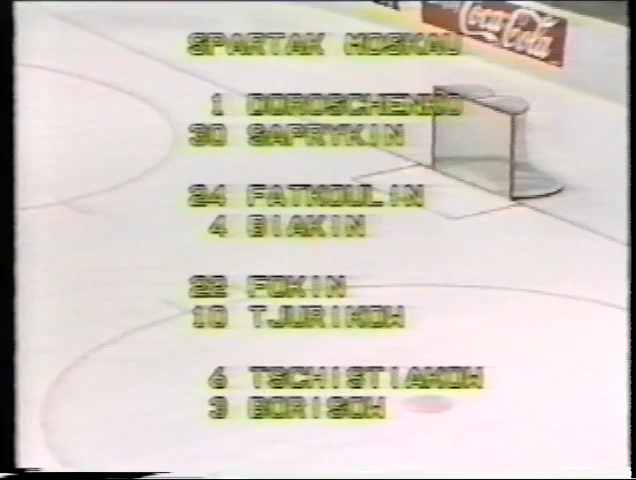 Coca-Cola
SPARTAK MOSKAU
1 DOROSCHENKO
30 SAPRYKIN
24 FATKOULIN
4 BIAKIN
22 FOKIN
10 TJURIKOW
6 TSCHISTIAKOW
3 BORISOW